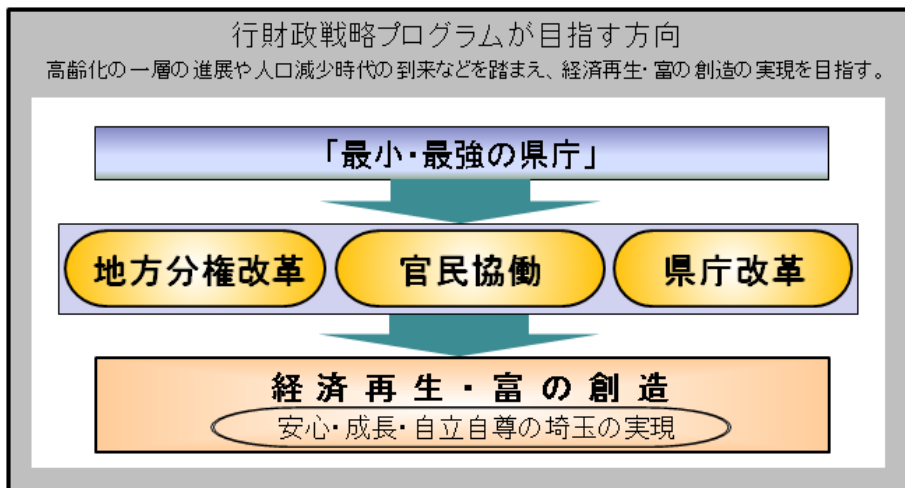 行財政戦略プログラムが目指す方向
高齢化の一層の進展や人口減少時代の到来などを踏まえ、経済再生・富の創造の実現を目指す。
「最小・最強の県庁」
地方分権改革 官民協働 県庁改革
経済再生・富の創造
安心・成長・自立自尊の埼玉の実現